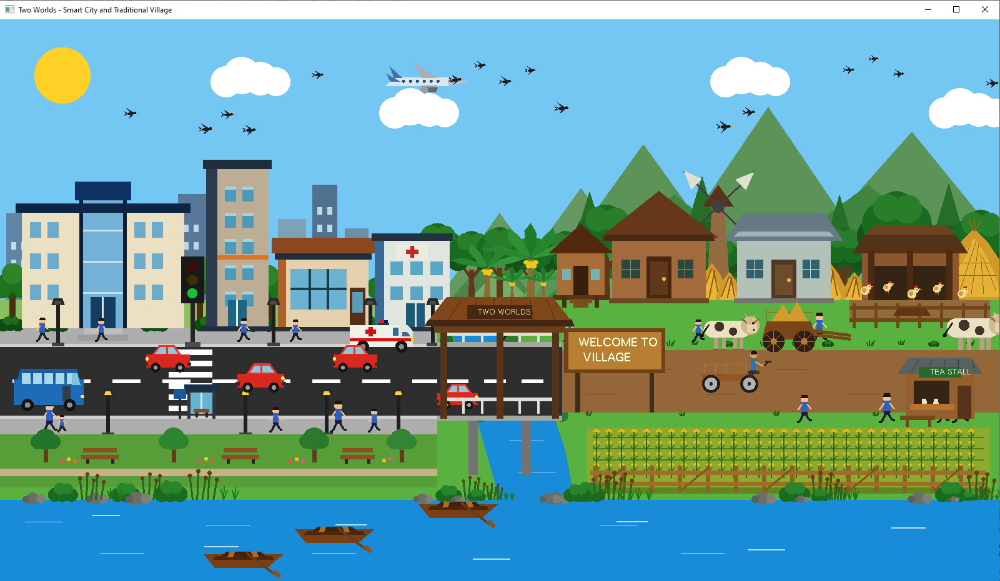 Two Worlds - Smart City and Traditional Village
TWO WORLDS
WELCOME TO
VILLAGE
TEA STALL